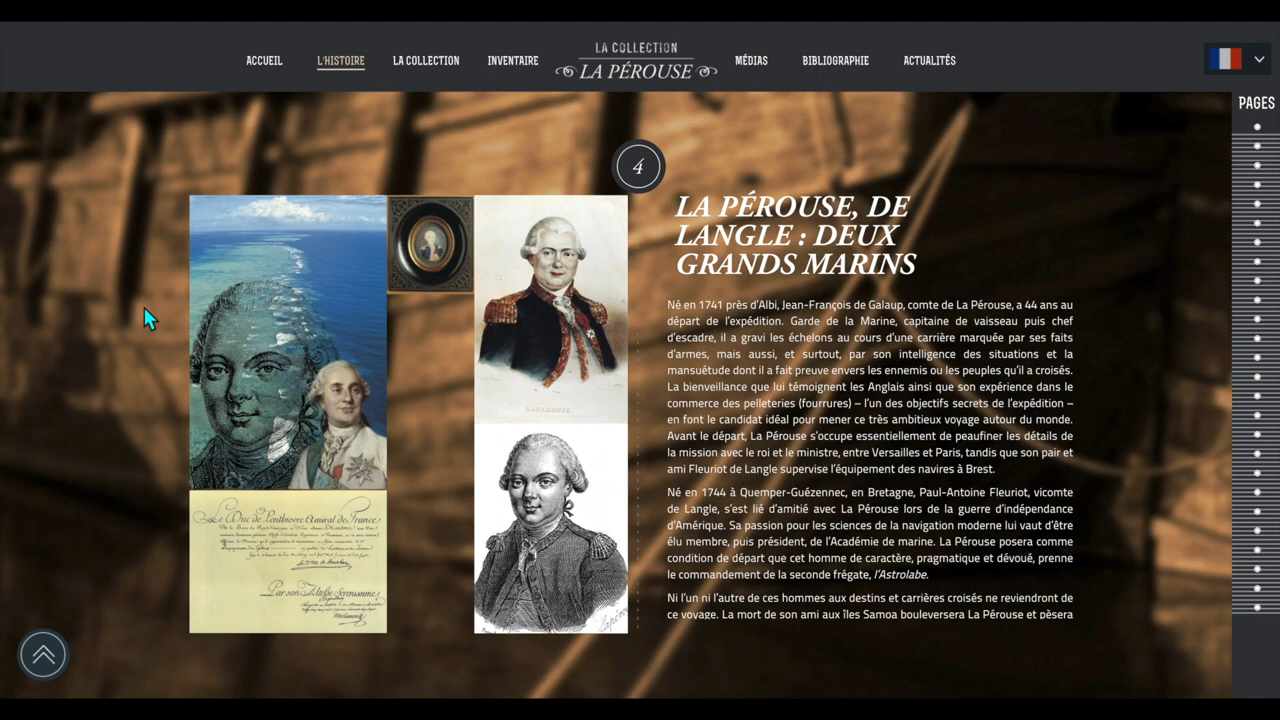 ACCUEIL
L'HISTOIRE
LA COLLECTION
INVENTAIRE
LA COLLECTION
LA PÉROUSE
MÉDIAS
BIBLIOGRAPHIE
ACTUALITÉS
PAGES
4
LA PÉROUSE, DE
LANGLE : DEUX
GRANDS MARINS
Né en 1741 près d'Albi, Jean-François de Galaup, comte de La Pérouse, a 44 ans au
départ de l'expédition. Garde de la Marine, capitaine de vaisseau puis chef
d'escadre, il a gravi les échelons au cours d'une carrière marquée par ses faits
d'armes, mais aussi, et surtout, par son intelligence des situations et la
mansuétude dont il a fait preuve envers les ennemis ou les peuples qu'il a croisés.
La bienveillance que lui témoignent les Anglais ainsi que son expérience dans le
commerce des pelleteries (fourrures) – l'un des objectifs secrets de l'expédition –
en font le candidat idéal pour mener ce très ambitieux voyage autour du monde.
Avant le départ, La Pérouse s'occupe essentiellement de peaufiner les détails de
la mission avec le roi et le ministre, entre Versailles et Paris, tandis que son pair et
ami Fleuriot de Langle supervise l'équipement des navires à Brest.
Né en 1744 à Quemper-Guézennec, en Bretagne, Paul-Antoine Fleuriot, vicomte
de Langle, s'est lié d'amitié avec La Pérouse lors de la guerre d'indépendance
d'Amérique. Sa passion pour les sciences de la navigation moderne lui vaut d'être
élu membre, puis président, de l'Académie de marine. La Pérouse posera comme
condition de départ que cet homme de caractère, pragmatique et dévoué, prenne
le commandement de la seconde frégate, l'Astrolabe.
Ni l'un ni l'autre de ces hommes aux destins et carrières croisés ne reviendront de
ce voyage. La mort de son ami aux îles Samoa bouleversera La Pérouse et pèsera
Le Duc de Penthievre Amiral de France
Par son Altesse Serenissime